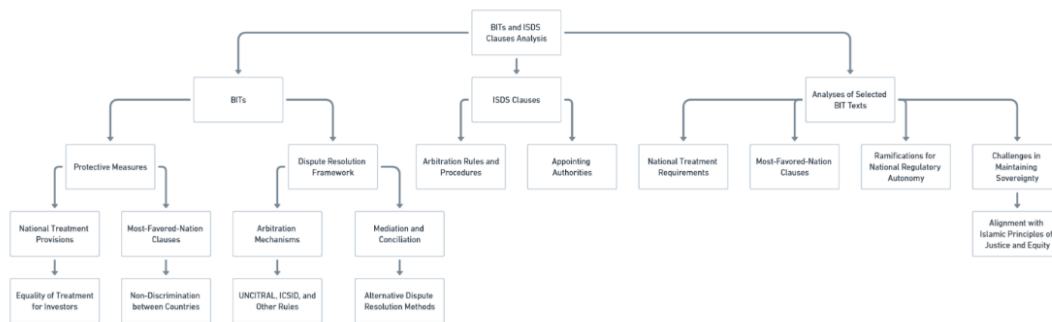 BITs and ISDS
Clauses Analysis
BITs
ISDS Clauses
Analyses of Selected
BIT Texts
Protective Measures
Dispute Resolution
Framework
Arbitration Rules and
Procedures
Appointing
Authorities
National Treatment
Requirements
Most-Favored-Nation
Clauses
Ramifications for
National Regulatory
Autonomy
Challenges in
Maintaining
Sovereignty
National Treatment
Provisions
Most-Favored-Nation
Clauses
Arbitration
Mechanisms
Mediation and
Conciliation
Alignment with
Islamic Principles of
Justice and Equity
Equality of Treatment
for Investors
Non-Discrimination
between Countries
UNCITRAL, ICSID, and
Other Rules
Alternative Dispute
Resolution Methods